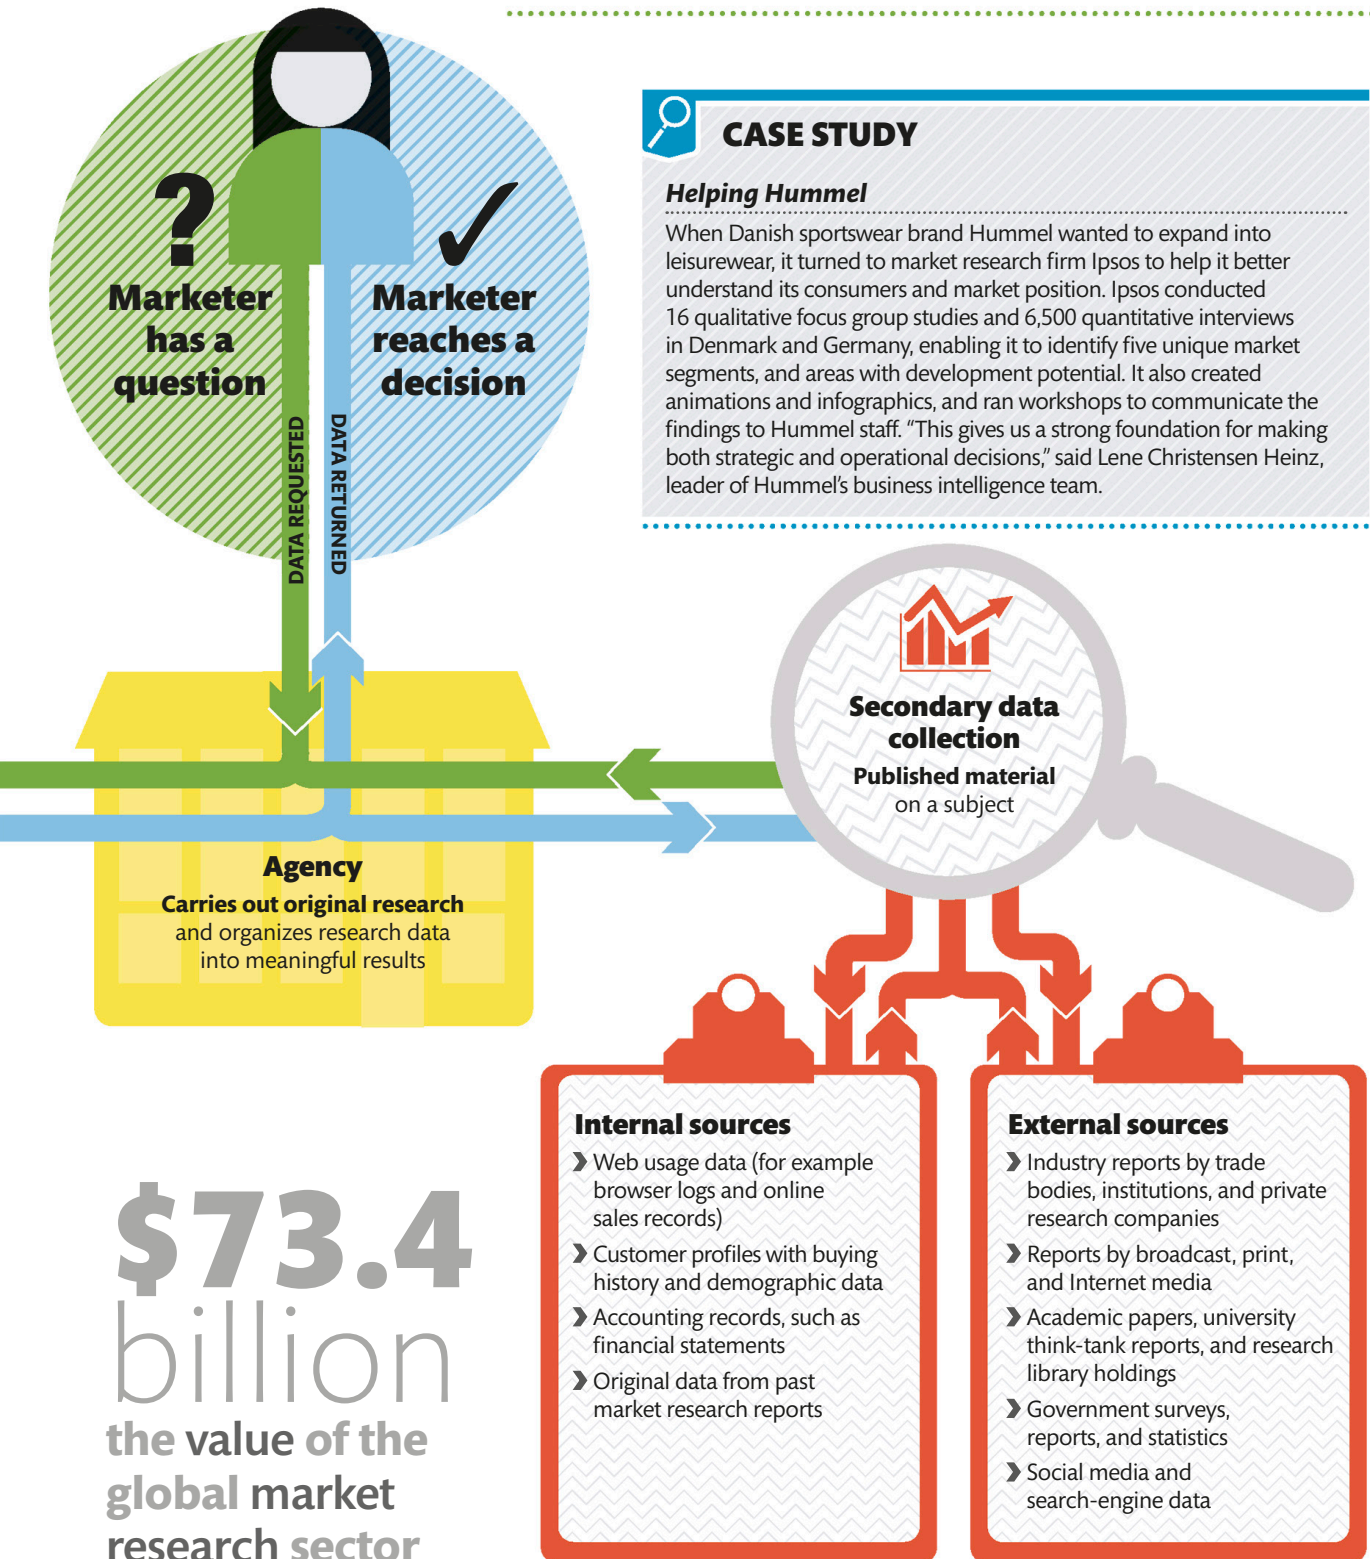 ?
Marketer
has a
question
✓
Marketer
reaches a
decision
DATA REQUESTED
DATA RETURNED
CASE STUDY
Helping Hummel
When Danish sportswear brand Hummel wanted to expand into
leisurewear, it turned to market research firm Ipsos to help it better
understand its consumers and market position. Ipsos conducted
16 qualitative focus group studies and 6,500 quantitative interviews
in Denmark and Germany, enabling it to identify five unique market
segments, and areas with development potential. It also created
animations and infographics, and ran workshops to communicate the
findings to Hummel staff. “This gives us a strong foundation for making
both strategic and operational decisions,” said Lene Christensen Heinz,
leader of Hummel’s business intelligence team.
Secondary data
collection
Published material
on a subject
Agency
Carries out original research
and organizes research data
into meaningful results
Internal sources
❯ Web usage data (for example
browser logs and online
sales records)
❯ Customer profiles with buying
history and demographic data
❯ Accounting records, such as
financial statements
❯ Original data from past
market research reports
External sources
❯ Industry reports by trade
bodies, institutions, and private
research companies
❯ Reports by broadcast, print,
and Internet media
❯ Academic papers, university
think-tank reports, and research
library holdings
❯ Government surveys,
reports, and statistics
❯ Social media and
search-engine data
$73.4
billion
the value of the
global market
research sector